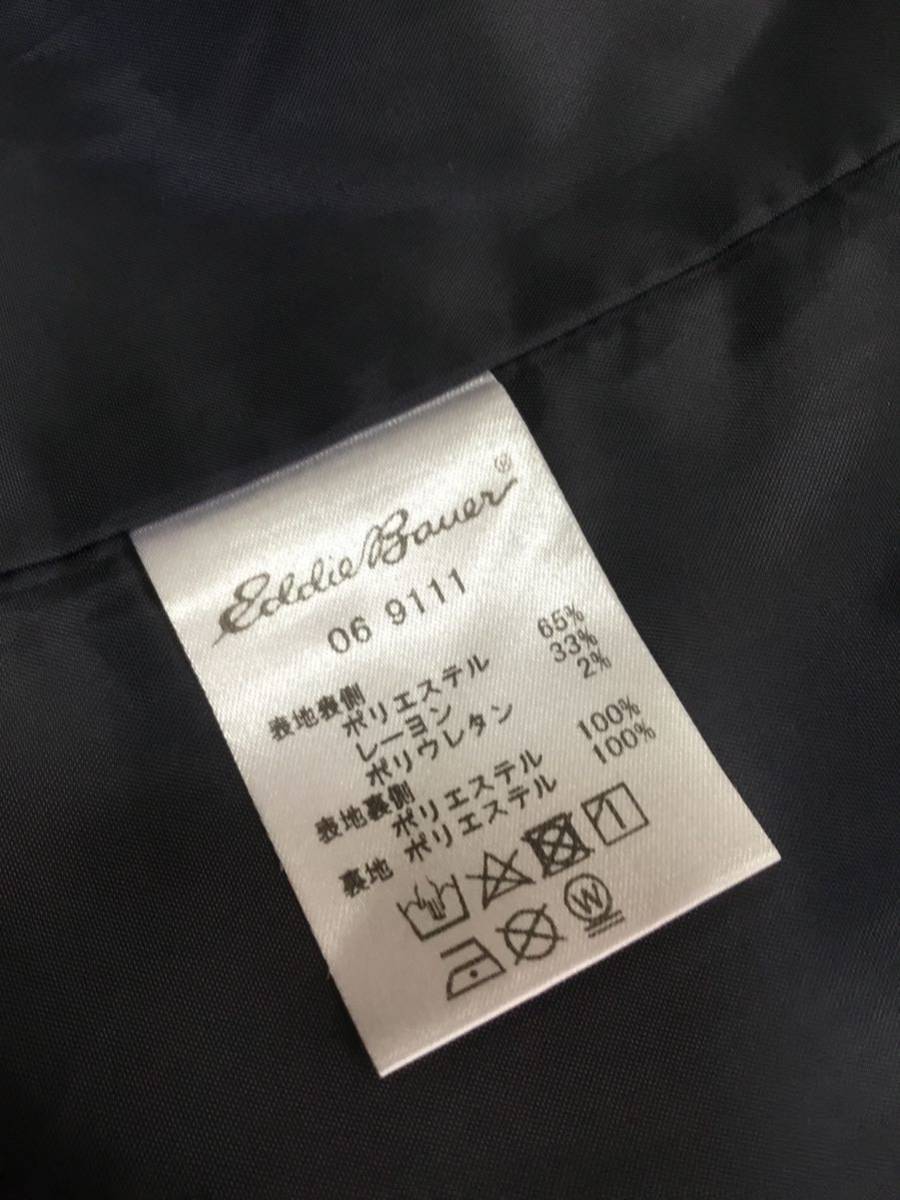 Eddie Bauer®
06 9111
表地表側
ポリエステル 65%
レーヨン 33%
ポリウレタン 2%
表地裏側
ポリエステル 100%
裏地 ポリエステル 100%
W